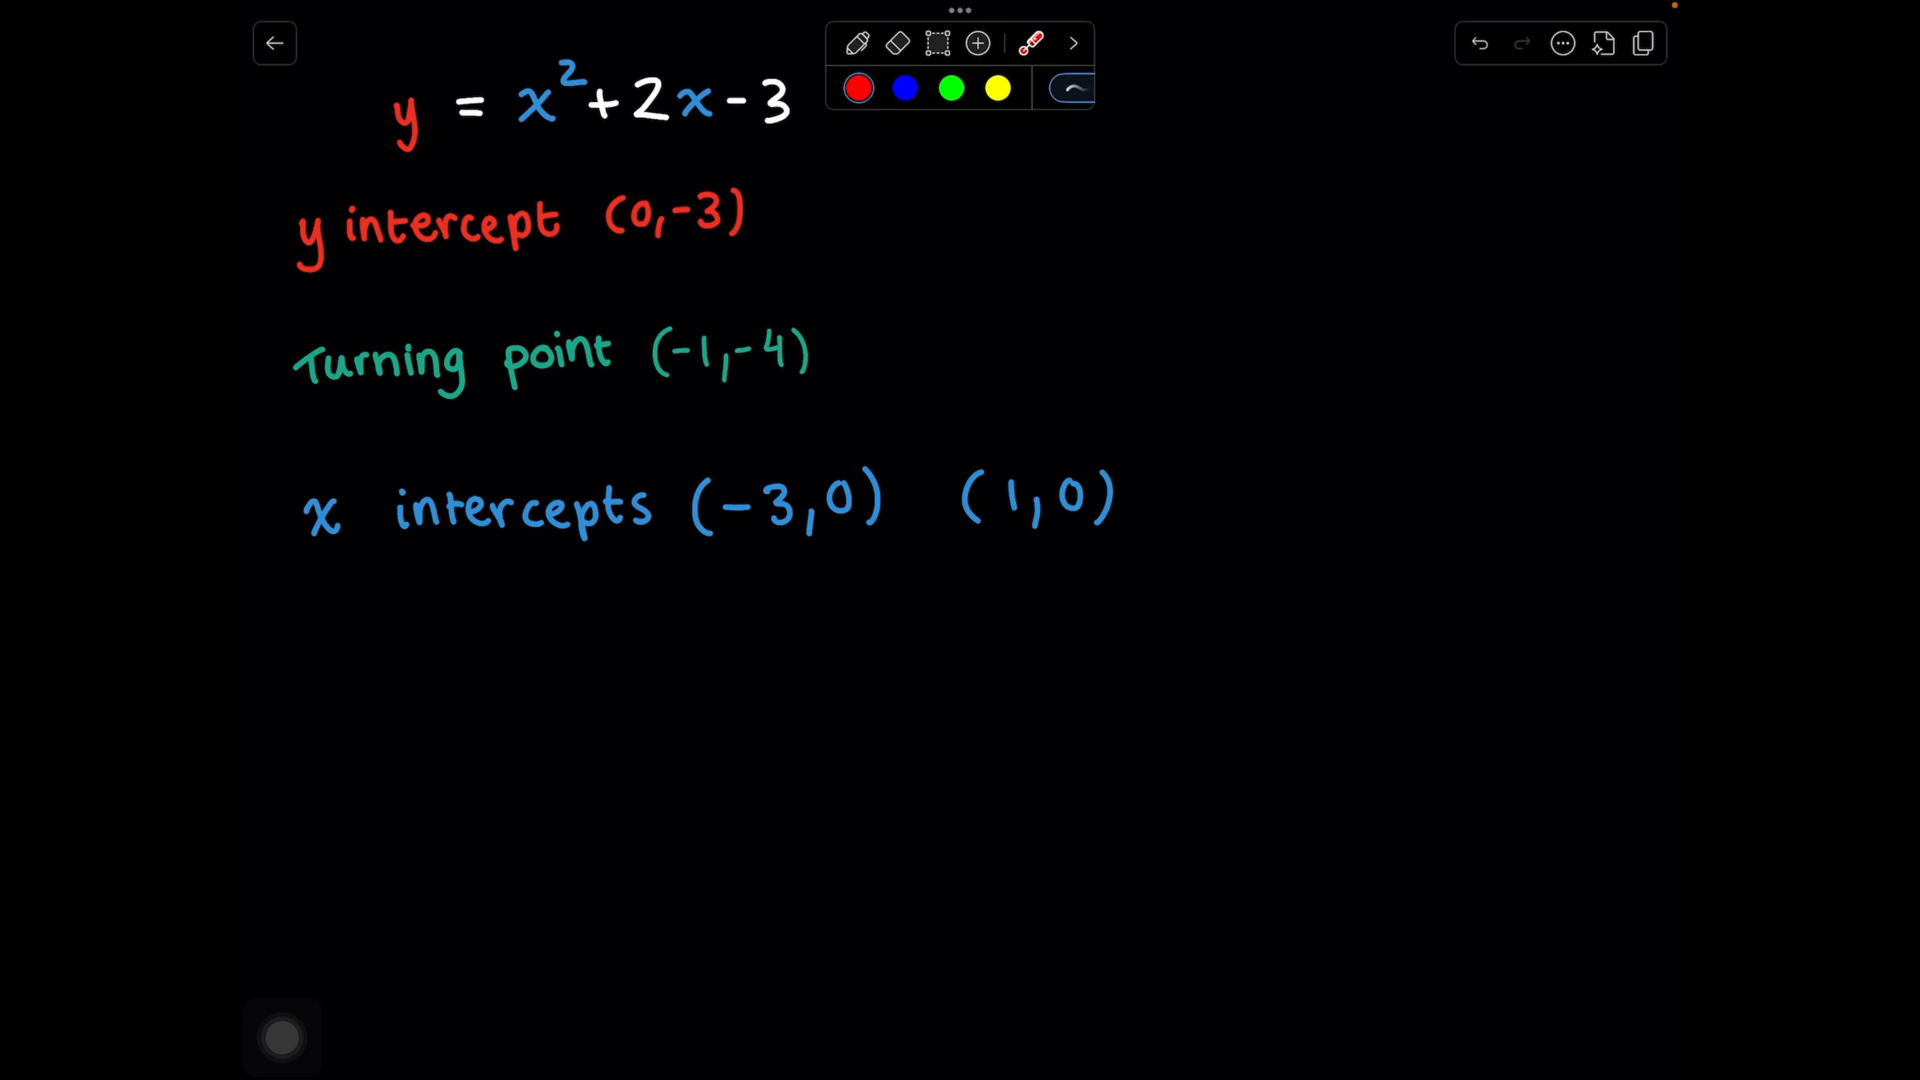 y = x²+2x-3
y intercept (0,-3)
Turning point (-1,-4)
x intercepts (-3,0) (1,0)